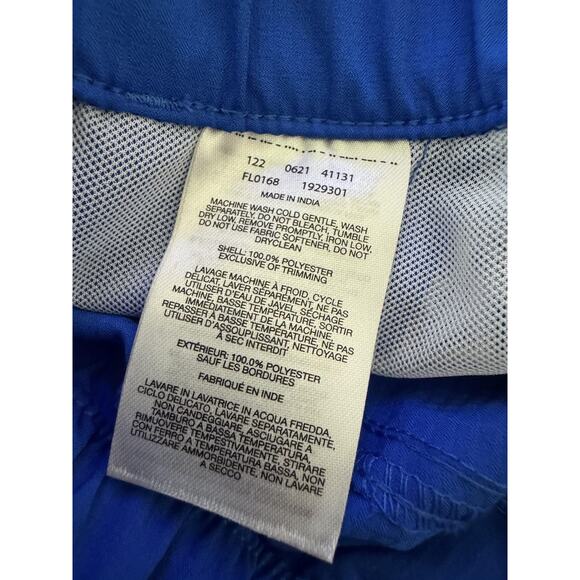 122 0621 41131
FL0168 1929301
MADE IN INDIA
MACHINE WASH COLD GENTLE, WASH
SEPARATELY, DO NOT BLEACH, TUMBLE
DRY LOW, REMOVE PROMPTLY, IRON LOW,
DO NOT USE FABRIC SOFTENER, DO NOT
DRYCLEAN
SHELL: 100.0% POLYESTER
EXCLUSIVE OF TRIMMING
LAVAGE MACHINE À FROID, CYCLE
DÉLICAT, LAVER SÉPARÉMENT, NE PAS
UTILISER D'EAU DE JAVEL, SÉCHAGE
MACHINE, BASSE TEMPÉRATURE, SORTIR
IMMÉDIATEMENT DE LA MACHINE,
REPASSER À BASSE TEMPÉRATURE, NE PAS
UTILISER D'ASSOUPLISSANT, NETTOYAGE
À SEC INTERDIT
EXTÉRIEUR: 100.0% POLYESTER
SAUF LES BORDURES
FABRIQUÉ EN INDE
LAVARE IN LAVATRICE IN ACQUA FREDDA,
CICLO DELICATO, LAVARE SEPARATAMENTE,
NON CANDEGGIARE, ASCIUGARE A
TAMBURO A BASSA TEMPERATURA,
RIMUOVERE TEMPESTIVAMENTE, STIRARE
CON FERRO A TEMPERATURA BASSA, NON
UTILIZZARE AMMORBIDENTE, NON LAVARE
A SECCO